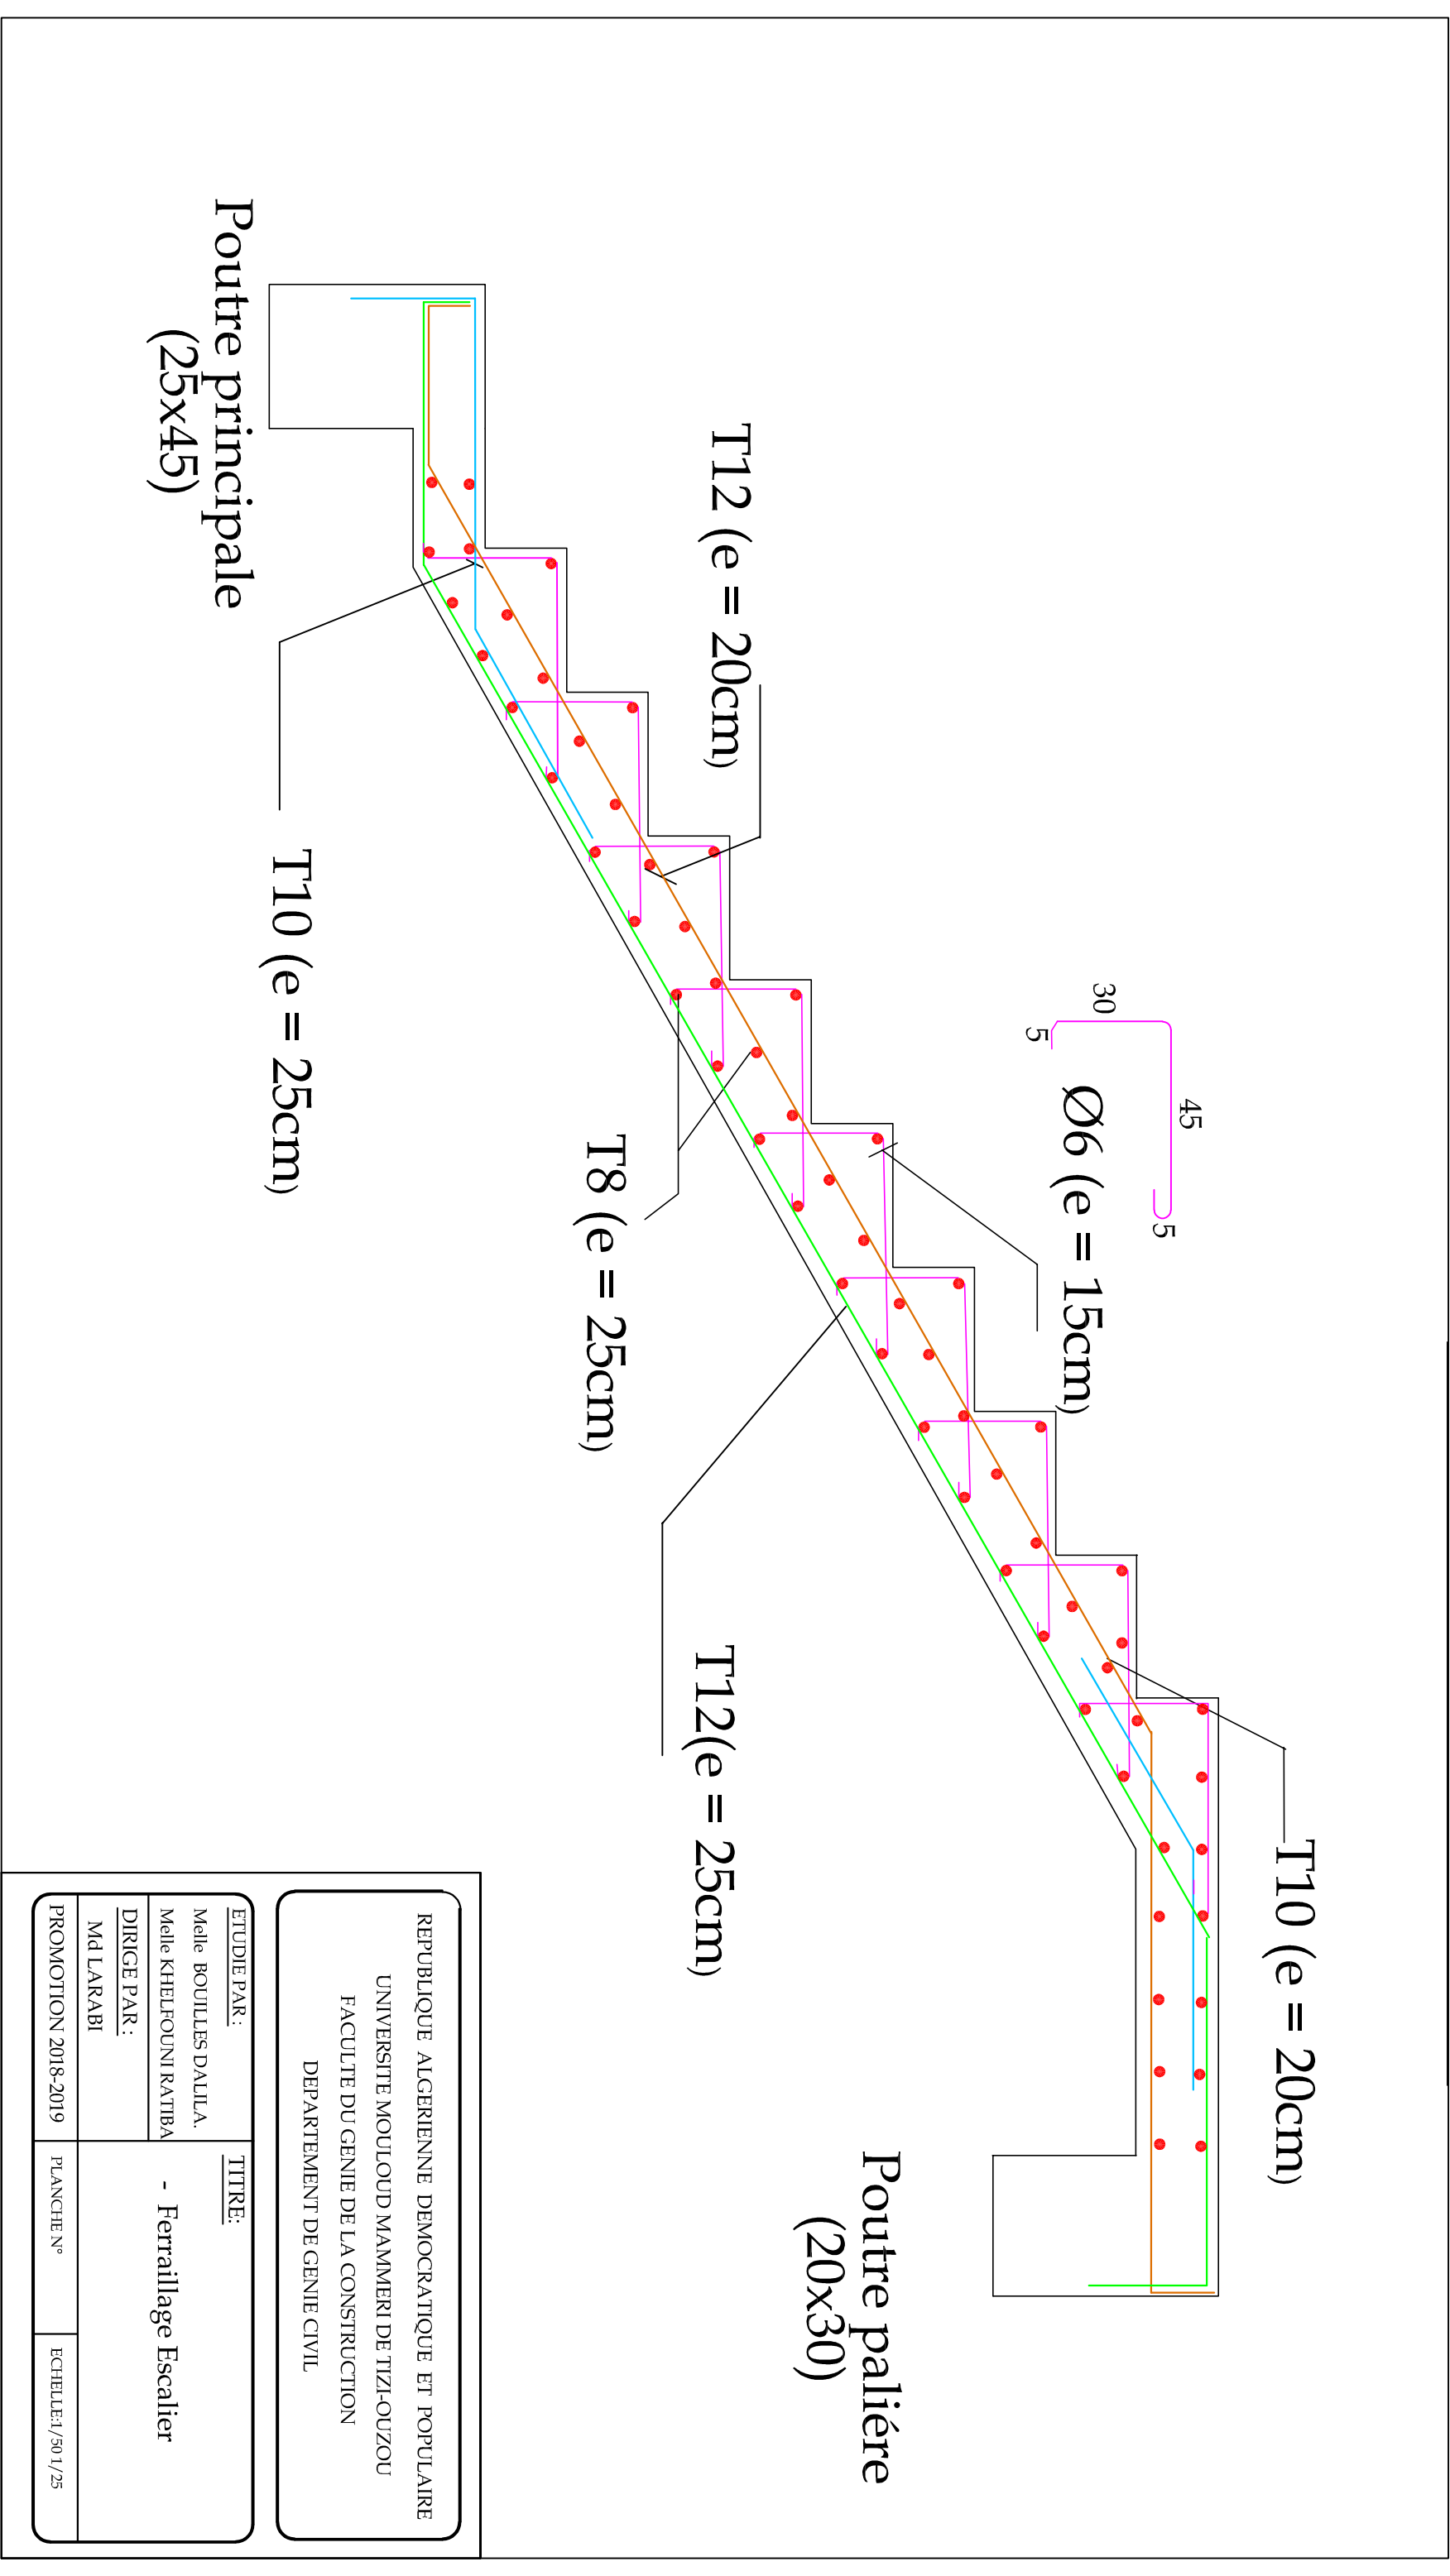 T10 (e = 20cm)
30
45
5
5
Ø6 (e = 15cm)
T12 (e = 20cm)
Poutre paliére
(20x30)
T12(e = 25cm)
T8 (e = 25cm)
T10 (e = 25cm)
Poutre principale
(25x45)
REPUBLIQUE ALGERIENNE DEMOCRATIQUE ET POPULAIRE
UNIVERSITE MOULOUD MAMMERI DE TIZI-OUZOU
FACULTE DU GENIE DE LA CONSTRUCTION
DEPARTEMENT DE GENIE CIVIL
ETUDIE PAR :
Melle BOUILLES DALILA.
Melle KHELFOUNI RATIBA
DIRIGE PAR :
Md LARABI
PROMOTION 2018-2019
TITRE:
- Ferraillage Escalier
PLANCHE N°
ECHELLE:1/50 1/25